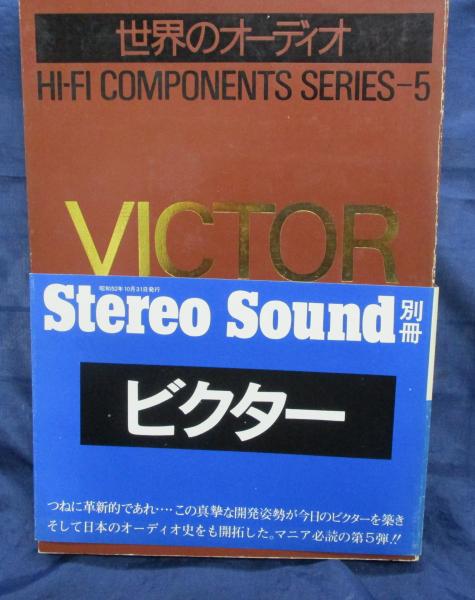 世界のオーディオ
HI-FI COMPONENTS SERIES-5
VICTOR
昭和52年10月31日発行
Stereo Sound 別冊
ビクター
つねに革新的であれ‥‥この真摯な開発姿勢が今日のビクターを築き
そして日本のオーディオ史をも開拓した。マニア必読の第5弾!!